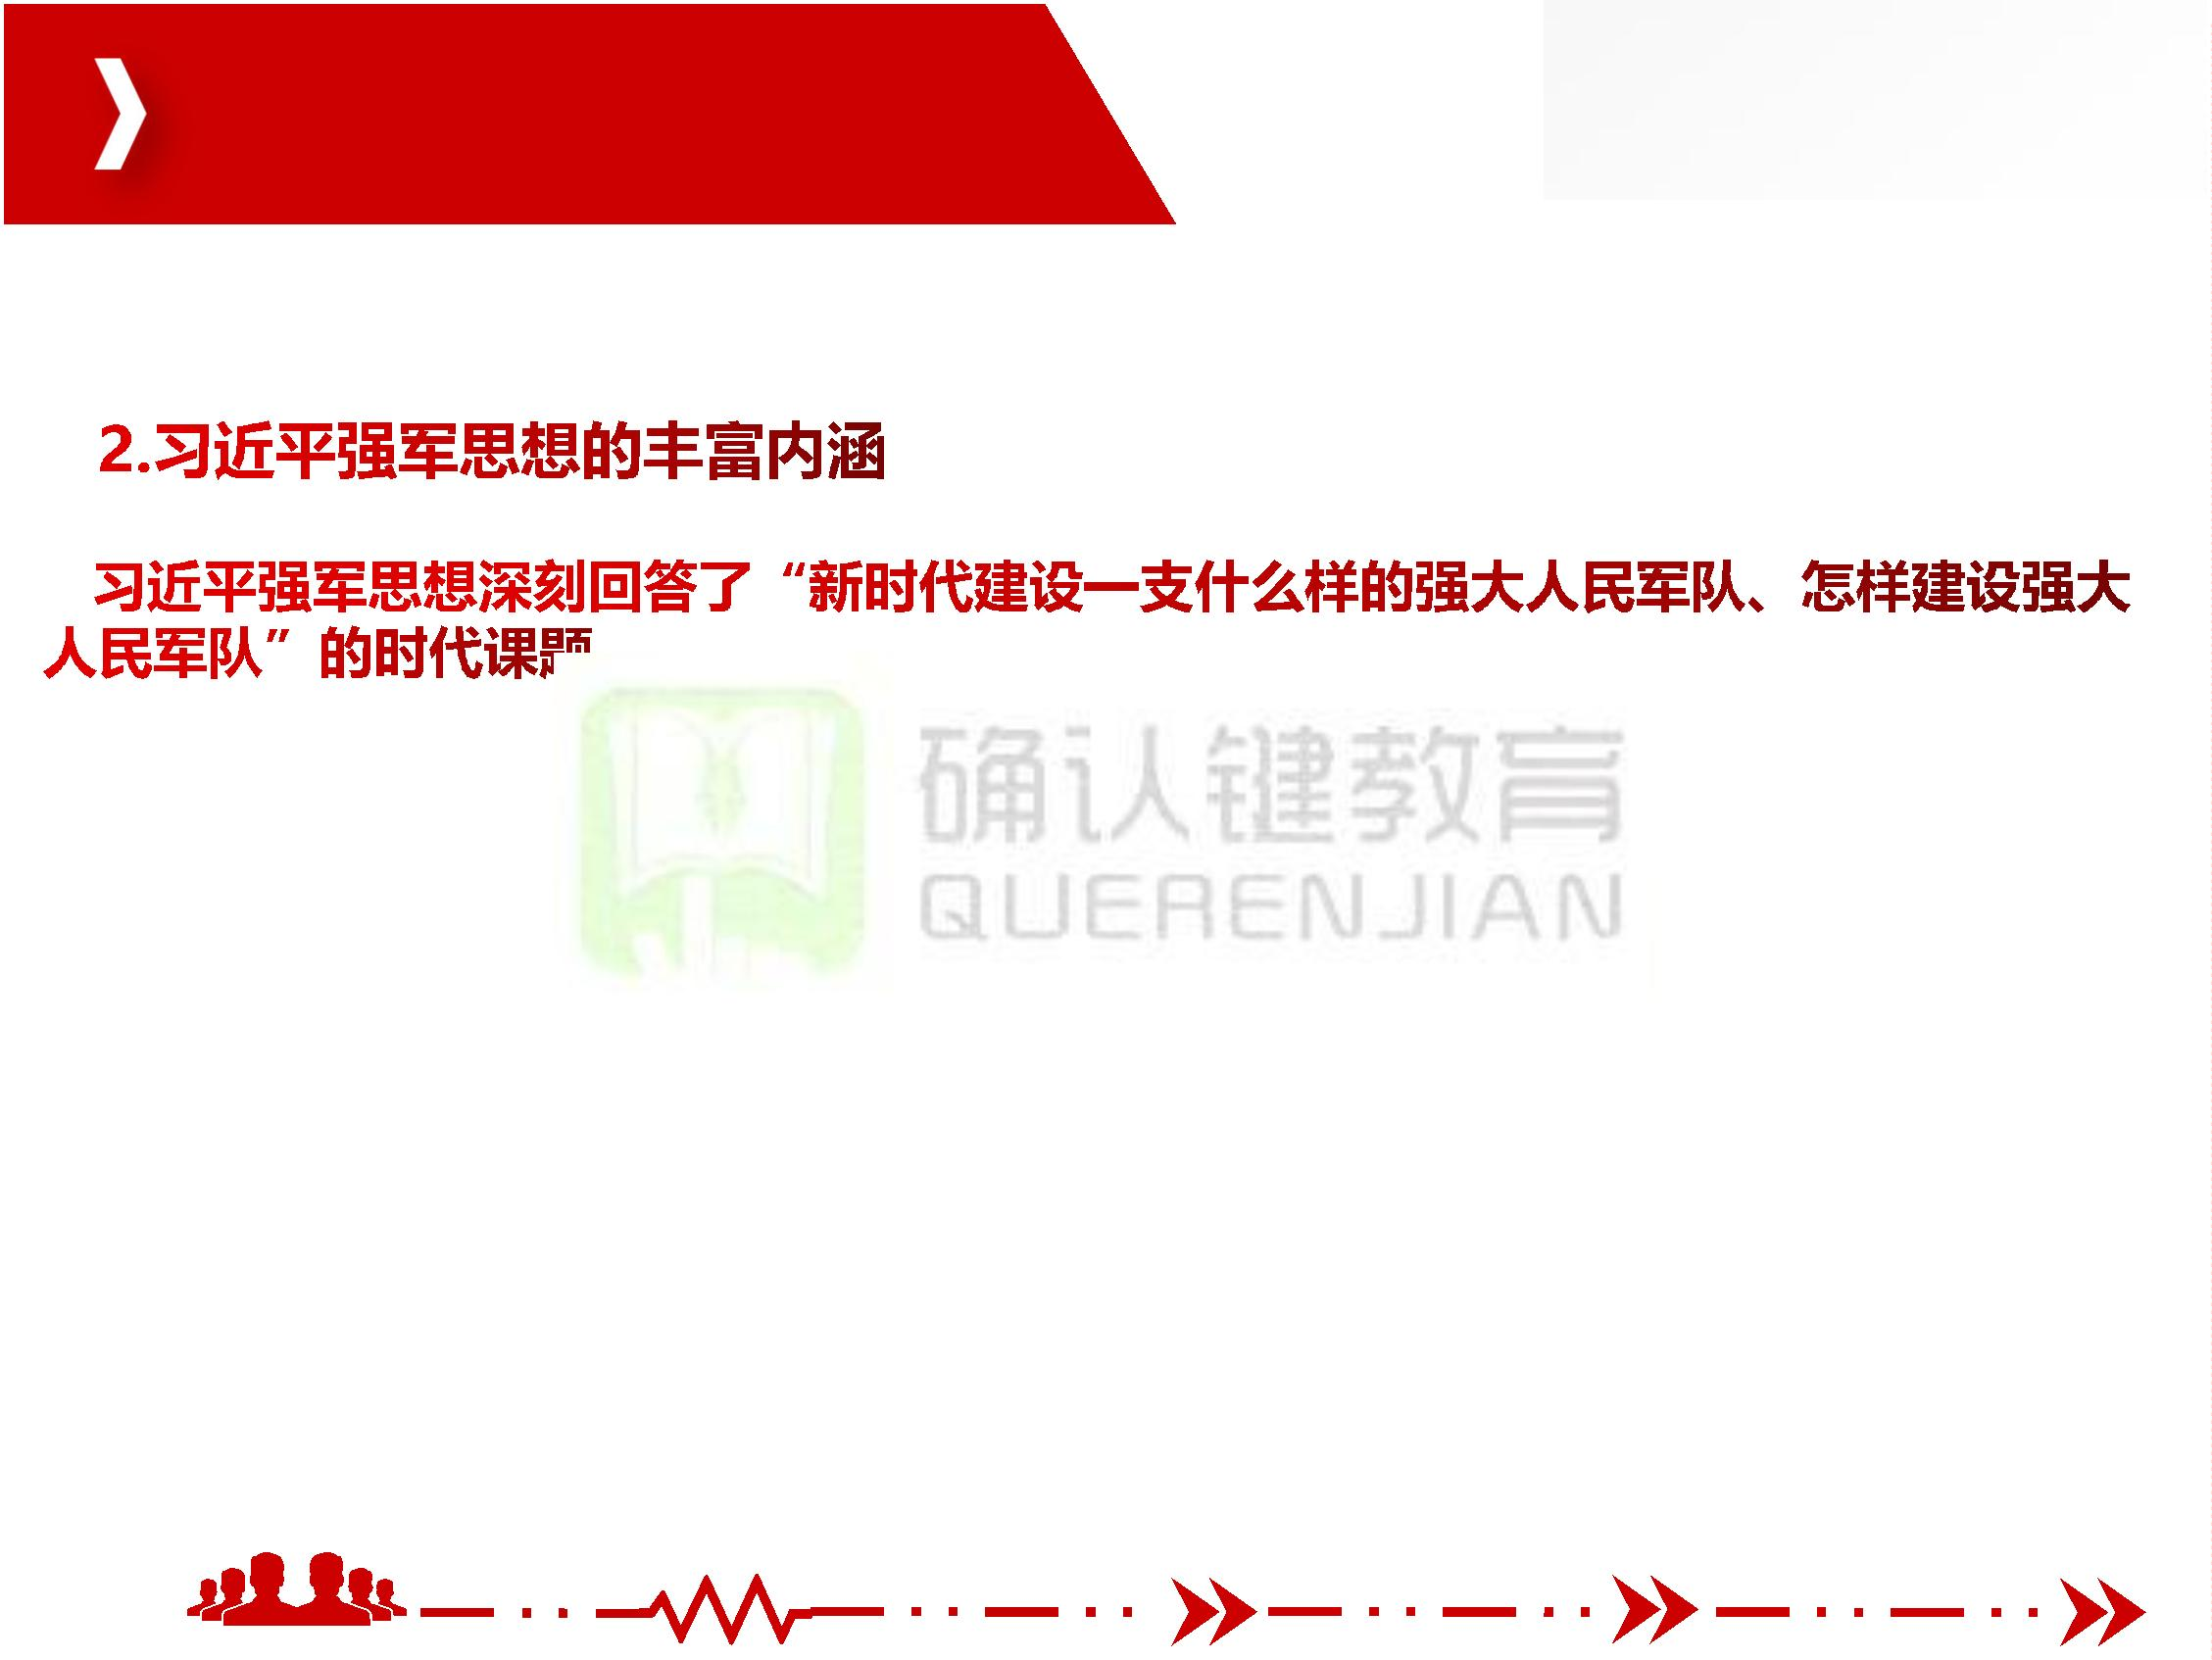 2.习近平强军思想的丰富内涵
习近平强军思想深刻回答了“新时代建设一支什么样的强大人民军队、怎样建设强大
人民军队”的时代课题
确认键教育
QUERENJIAN